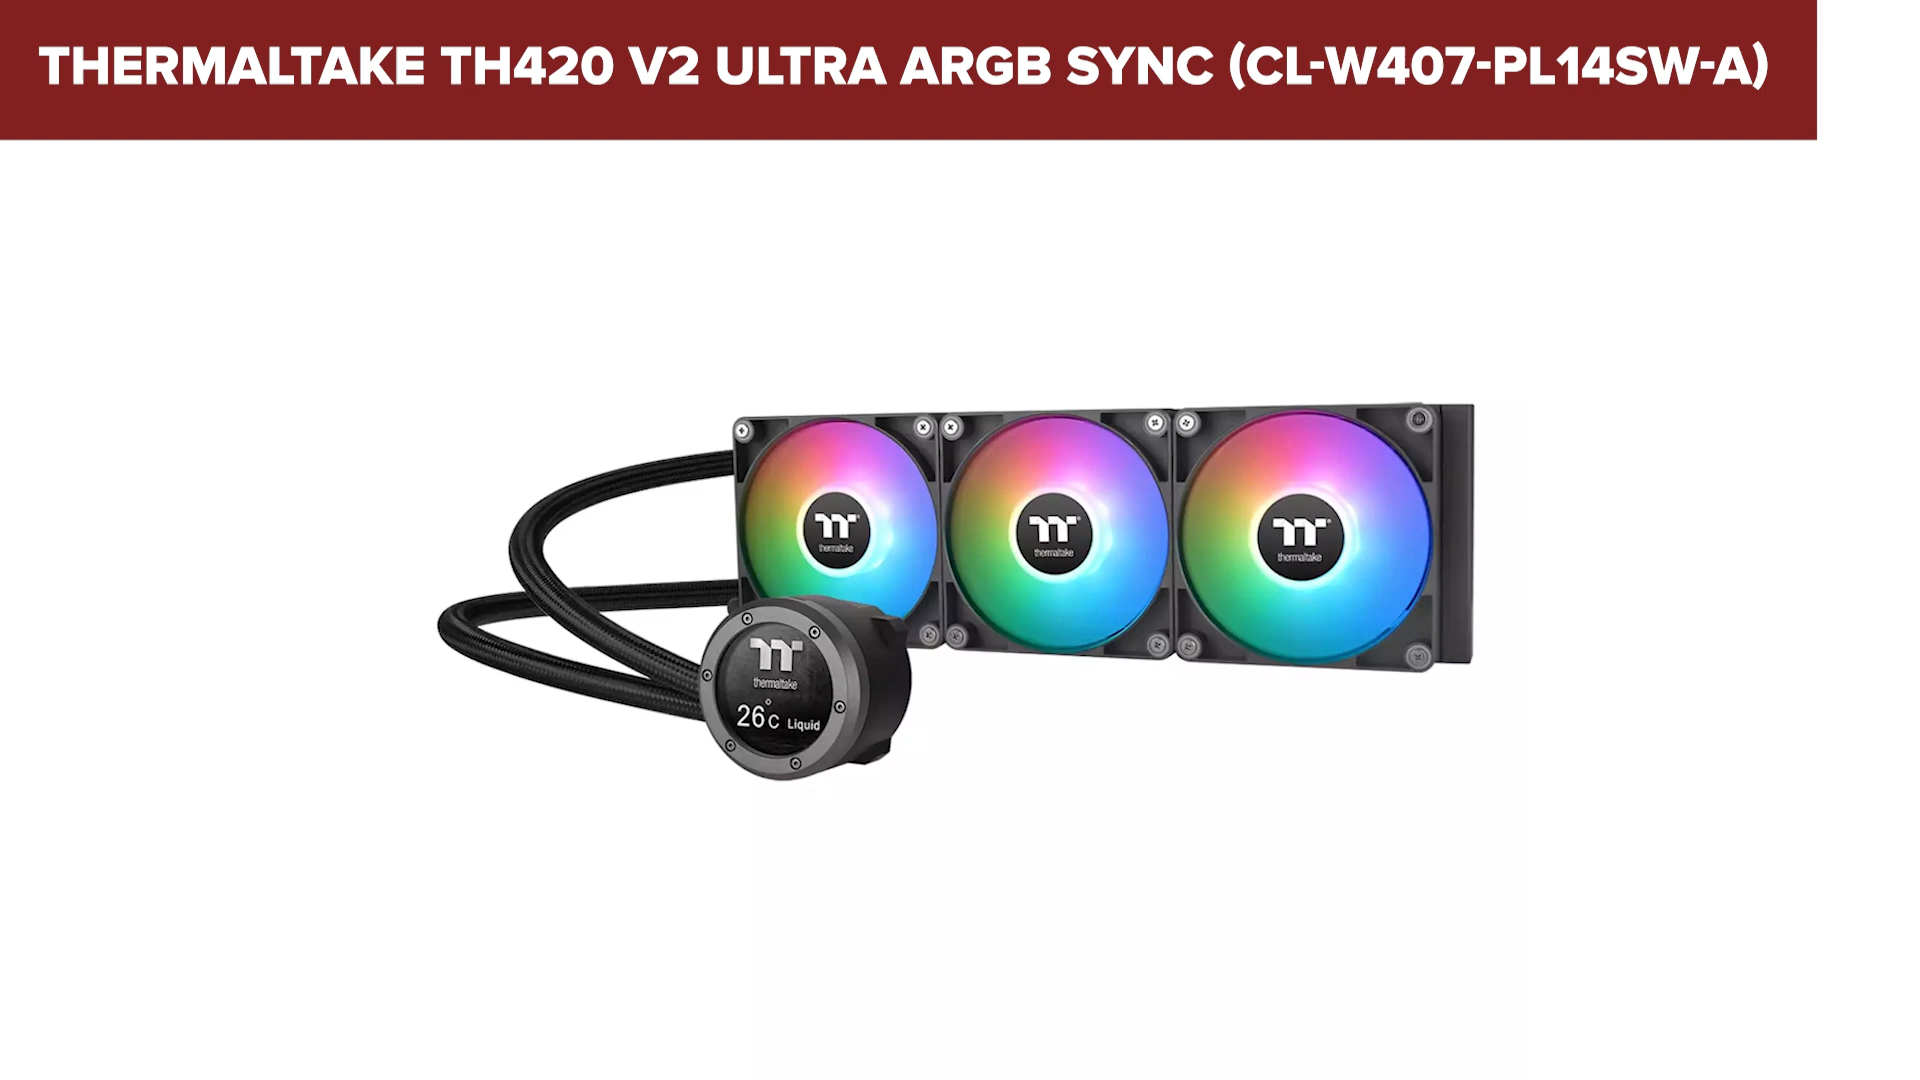 THERMALTAKE TH420 V2 ULTRA ARGB SYNC (CL-W407-PL14SW-A)
thermaltake
thermaltake
thermaltake
thermaltake
26°C Liquid